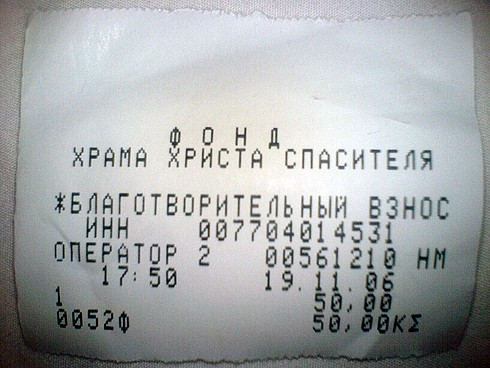 Ф О Н Д
ХРАМА ХРИСТА СПАСИТЕЛЯ
*БЛАГОТВОРИТЕЛЬНЫЙ ВЗНОС
ИНН 007704014531
ОПЕРАТОР 2 00561210 НМ
17:50 19.11.06
1 50,00
0052Ф 50,00КΣ